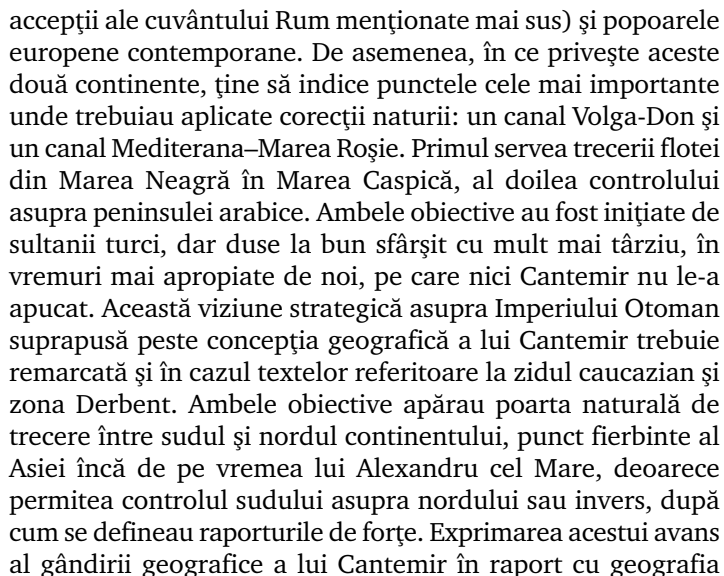 accepţii ale cuvântului Rum menţionate mai sus) şi popoarele
europene contemporane. De asemenea, în ce priveşte aceste
două continente, ţine să indice punctele cele mai importante
unde trebuiau aplicate corecţii naturii: un canal Volga-Don şi
un canal Mediterana–Marea Roşie. Primul servea trecerii flotei
din Marea Neagră în Marea Caspică, al doilea controlului
asupra peninsulei arabice. Ambele obiective au fost iniţiate de
sultanii turci, dar duse la bun sfârşit cu mult mai târziu, în
vremuri mai apropiate de noi, pe care nici Cantemir nu le-a
apucat. Această viziune strategică asupra Imperiului Otoman
suprapusă peste concepţia geografică a lui Cantemir trebuie
remarcată şi în cazul textelor referitoare la zidul caucazian şi
zona Derbent. Ambele obiective apărau poarta naturală de
trecere între sudul şi nordul continentului, punct fierbinte al
Asiei încă de pe vremea lui Alexandru cel Mare, deoarece
permitea controlul sudului asupra nordului sau invers, după
cum se defineau raporturile de forţe. Exprimarea acestui avans
al gândirii geografice a lui Cantemir în raport cu geografia